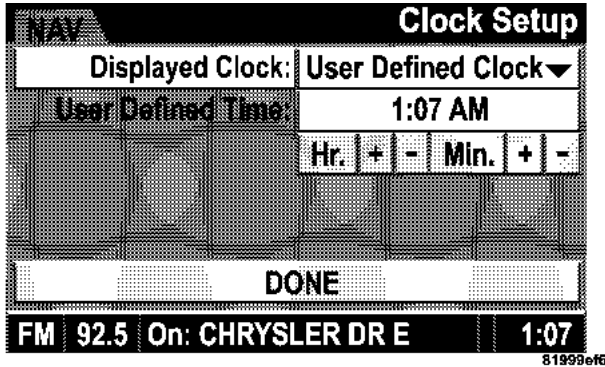 NAV Clock Setup
Displayed Clock: User Defined Clock
User Defined Time: 1:07 AM
Hr. + - Min. + -
DONE
FM 92.5 On: CHRYSLER DR E 1:07
81999ef6